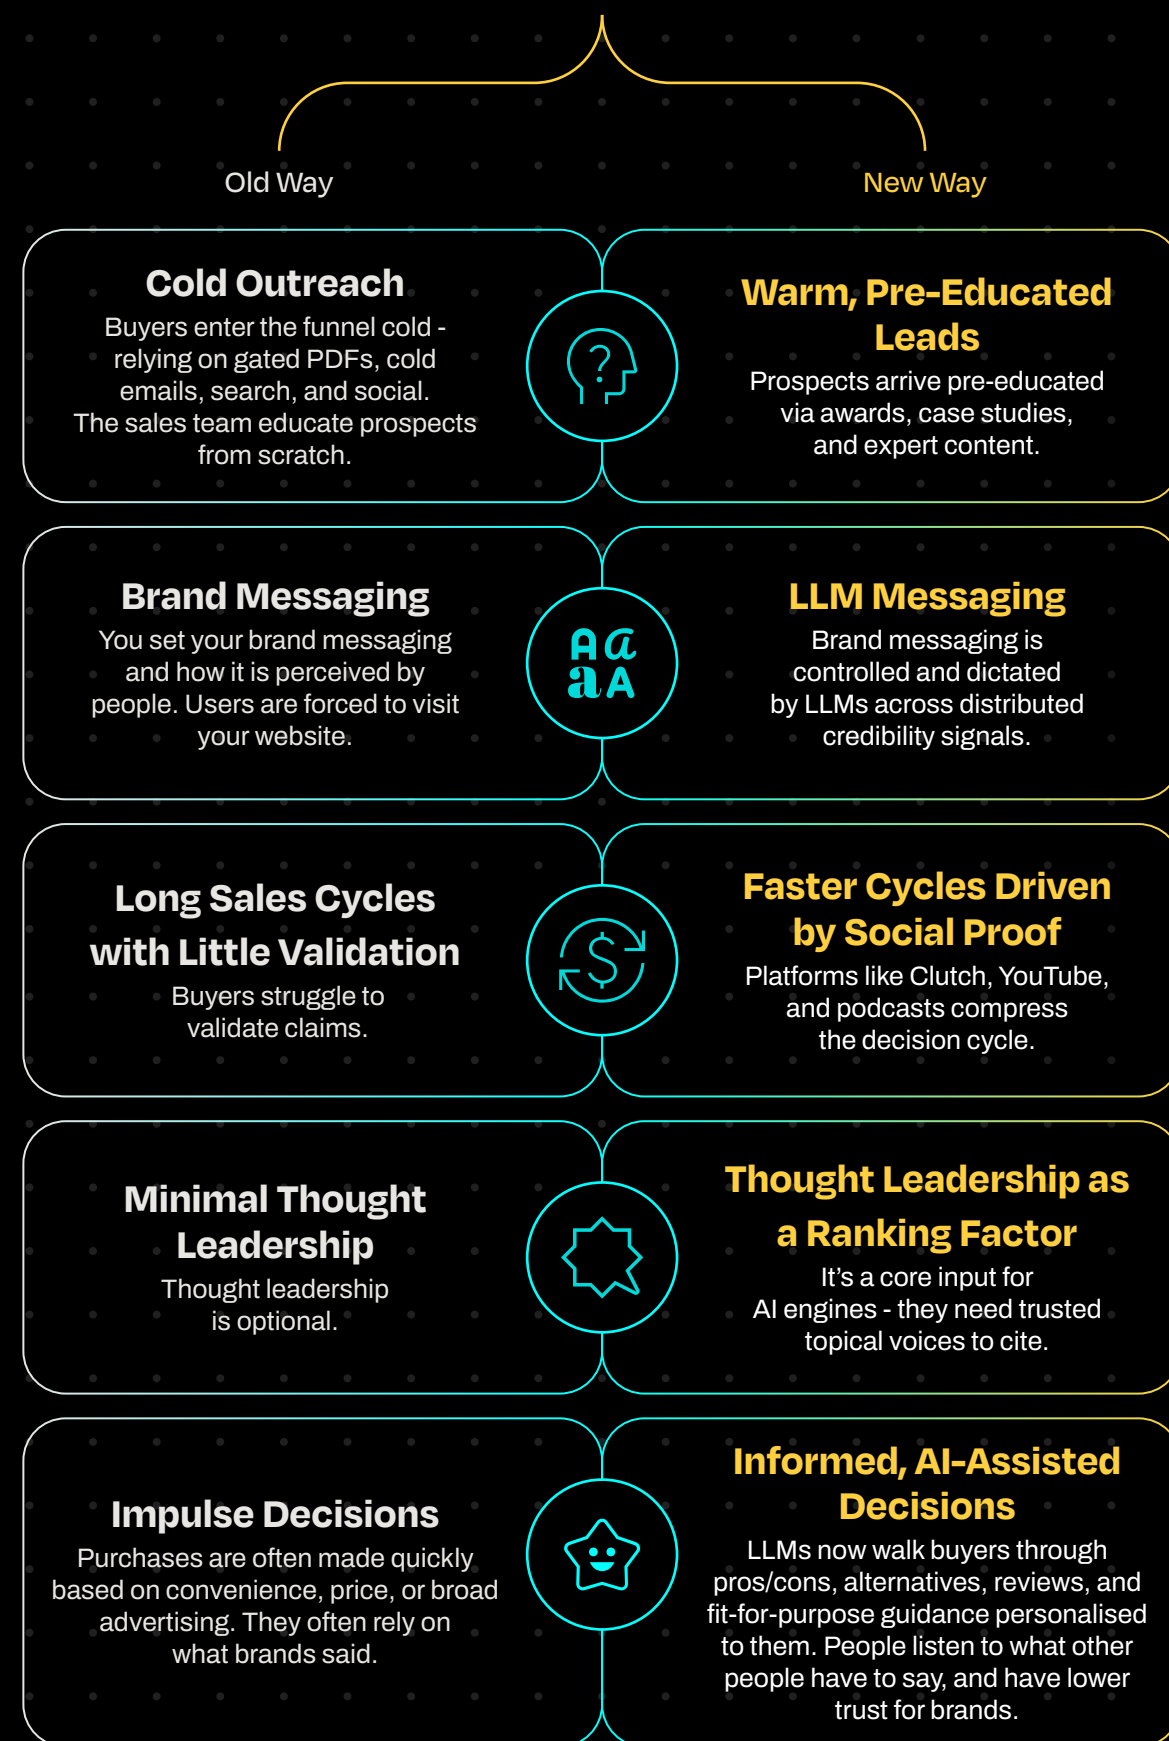 Old Way
New Way
Cold Outreach
Buyers enter the funnel cold -
relying on gated PDFs, cold
emails, search, and social.
The sales team educate prospects
from scratch.
Warm, Pre-Educated
Leads
Prospects arrive pre-educated
via awards, case studies,
and expert content.
Brand Messaging
You set your brand messaging
and how it is perceived by
people. Users are forced to visit
your website.
A a
a A
LLM Messaging
Brand messaging is
controlled and dictated
by LLMs across distributed
credibility signals.
Long Sales Cycles
with Little Validation
Buyers struggle to
validate claims.
Faster Cycles Driven
by Social Proof
Platforms like Clutch, YouTube,
and podcasts compress
the decision cycle.
Minimal Thought
Leadership
Thought leadership
is optional.
Thought Leadership as
a Ranking Factor
It’s a core input for
AI engines - they need trusted
topical voices to cite.
Impulse Decisions
Purchases are often made quickly
based on convenience, price, or broad
advertising. They often rely on
what brands said.
Informed, AI-Assisted
Decisions
LLMs now walk buyers through
pros/cons, alternatives, reviews, and
fit-for-purpose guidance personalised
to them. People listen to what other
people have to say, and have lower
trust for brands.